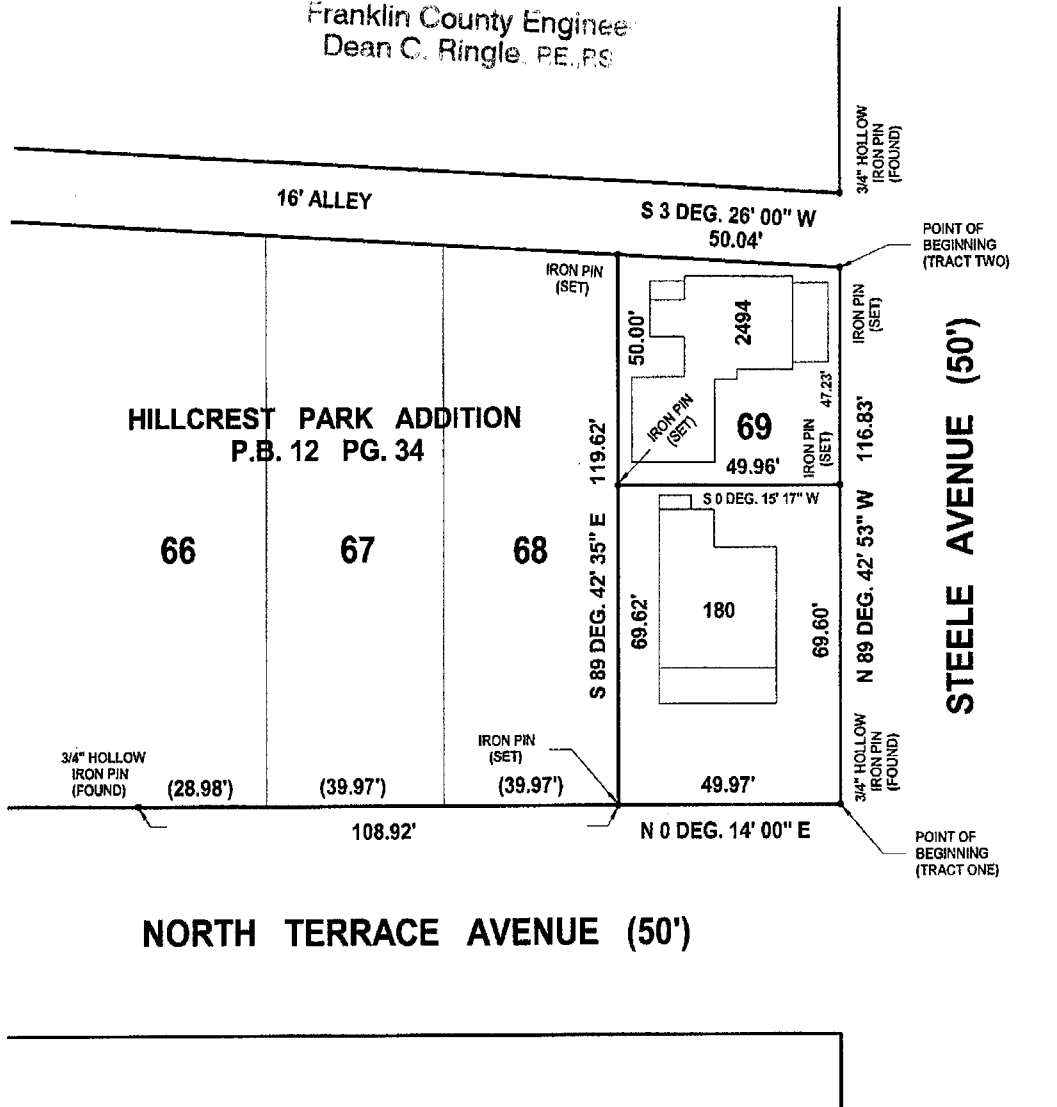 Franklin County Enginee
Dean C. Ringle, P.E., P.S
3/4" HOLLOW
IRON PIN
(FOUND)
16' ALLEY
S 3 DEG. 26' 00" W
50.04'
POINT OF
BEGINNING
(TRACT TWO)
IRON PIN
(SET)
50.00'
2494
IRON PIN
(SET)
47.23'
STEELE AVENUE (50')
HILLCREST PARK ADDITION
P.B. 12 PG. 34
119.62'
IRON PIN
(SET)
69
49.96'
IRON PIN
(SET)
116.83'
S 0 DEG. 15' 17" W
66
67
68
S 89 DEG. 42' 35" E
69.62'
180
69.60'
N 89 DEG. 42' 53" W
3/4" HOLLOW
IRON PIN
(FOUND)
(28.98')
(39.97')
IRON PIN
(SET)
(39.97')
49.97'
3/4" HOLLOW
IRON PIN
(FOUND)
108.92'
N 0 DEG. 14' 00" E
POINT OF
BEGINNING
(TRACT ONE)
NORTH TERRACE AVENUE (50')